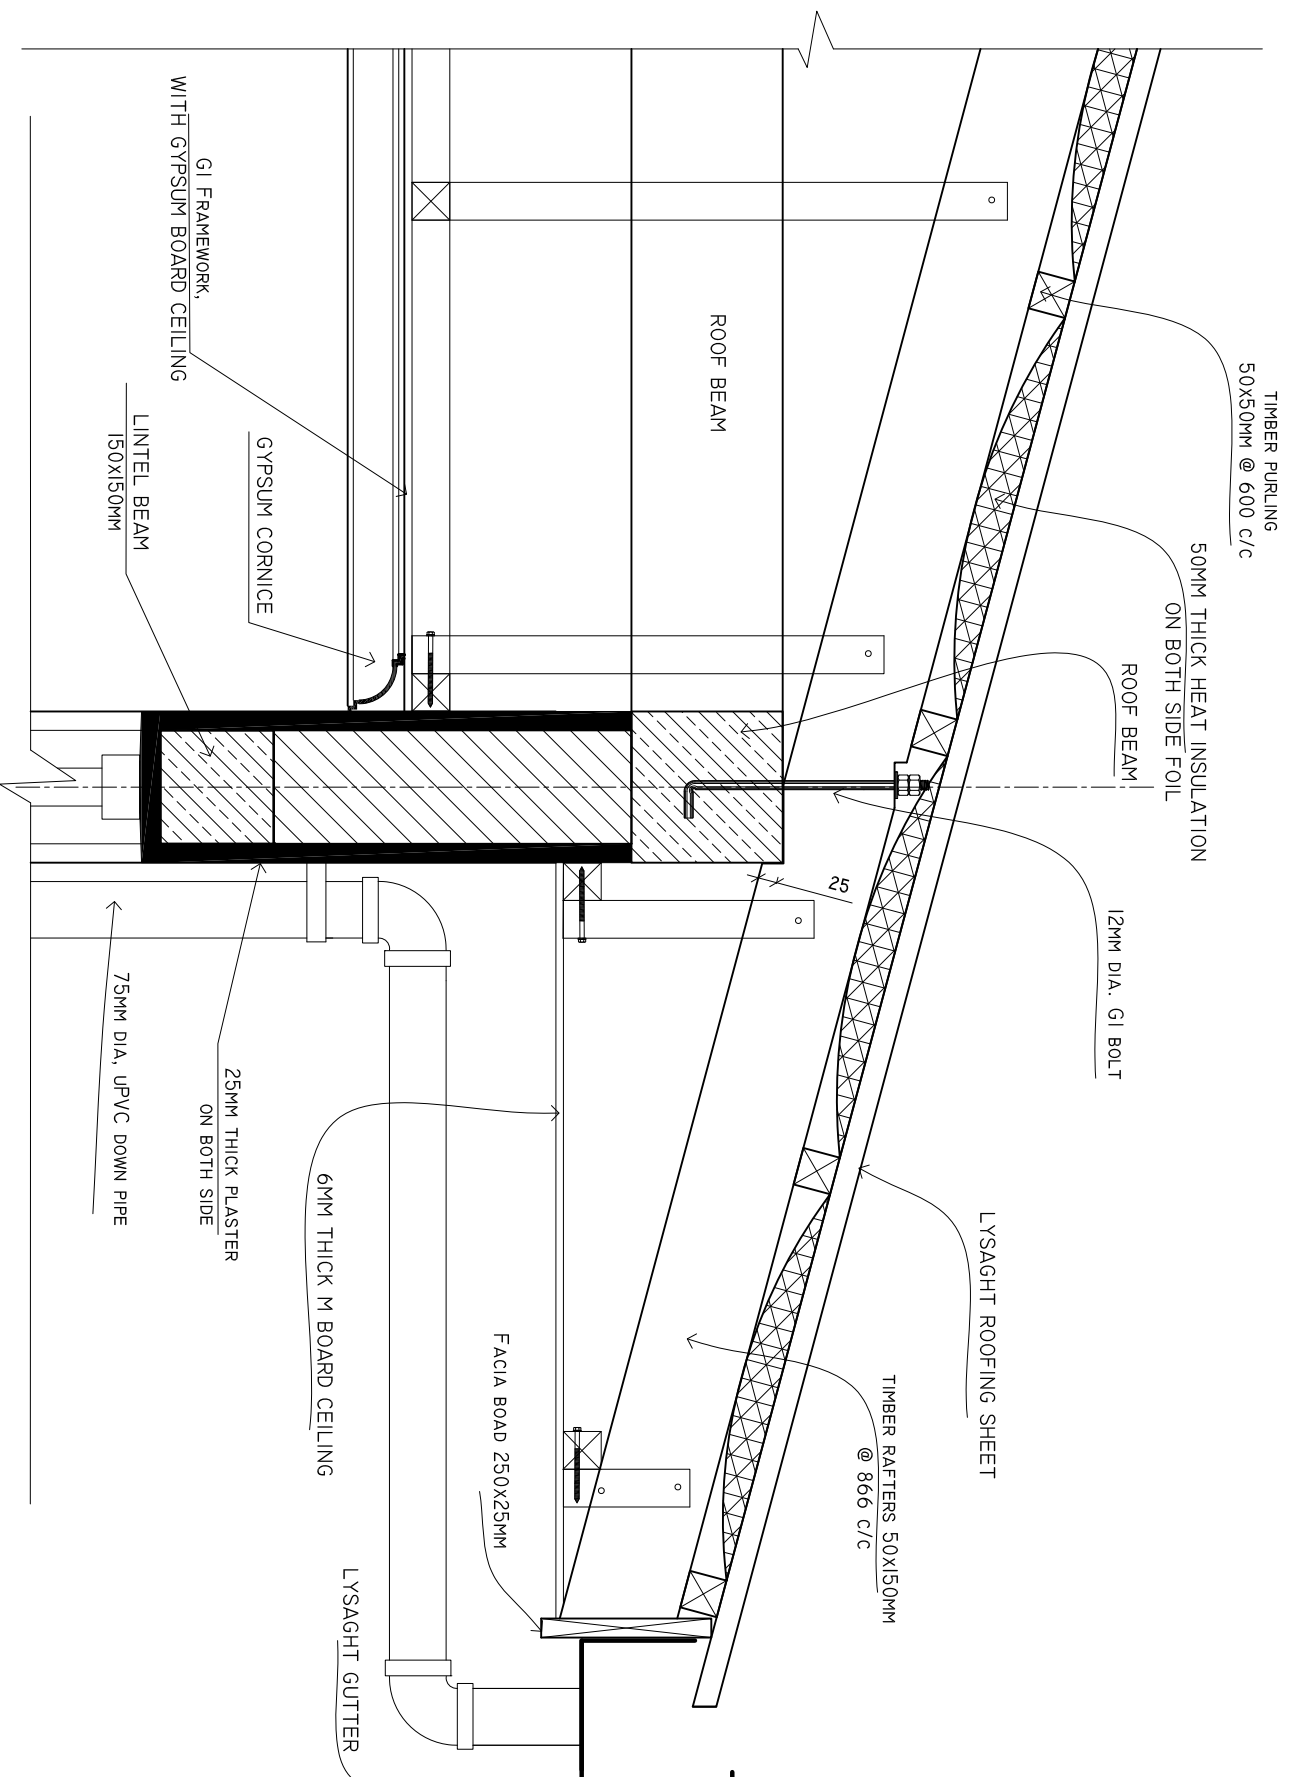 TIMBER PURLING
50X50MM @ 600 C/C
50MM THICK HEAT INSULATION
ON BOTH SIDE FOIL
ROOF BEAM
12MM DIA. GI BOLT
LYSAGHT ROOFING SHEET
TIMBER RAFTERS 50X150MM
@ 866 C/C
ROOF BEAM
25
GI FRAMEWORK,
WITH GYPSUM BOARD CEILING
GYPSUM CORNICE
LINTEL BEAM
150X150MM
75MM DIA, uPVC DOWN PIPE
25MM THICK PLASTER
ON BOTH SIDE
6MM THICK M BOARD CEILING
FACIA BOAD 250X25MM
LYSAGHT GUTTER